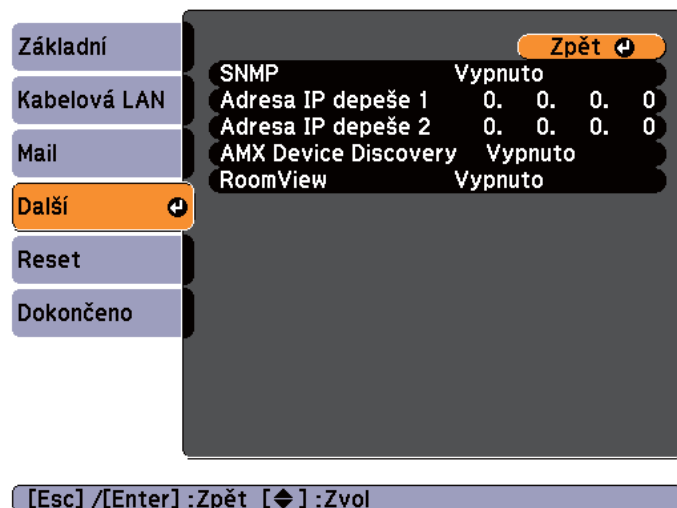 Základní
Kabelová LAN
Mail
Další
Reset
Dokončeno
Zpět
SNMP Vypnuto
Adresa IP depeše 1 0. 0. 0. 0
Adresa IP depeše 2 0. 0. 0. 0
AMX Device Discovery Vypnuto
RoomView Vypnuto
[Esc] /[Enter] :Zpět [◆] :Zvol